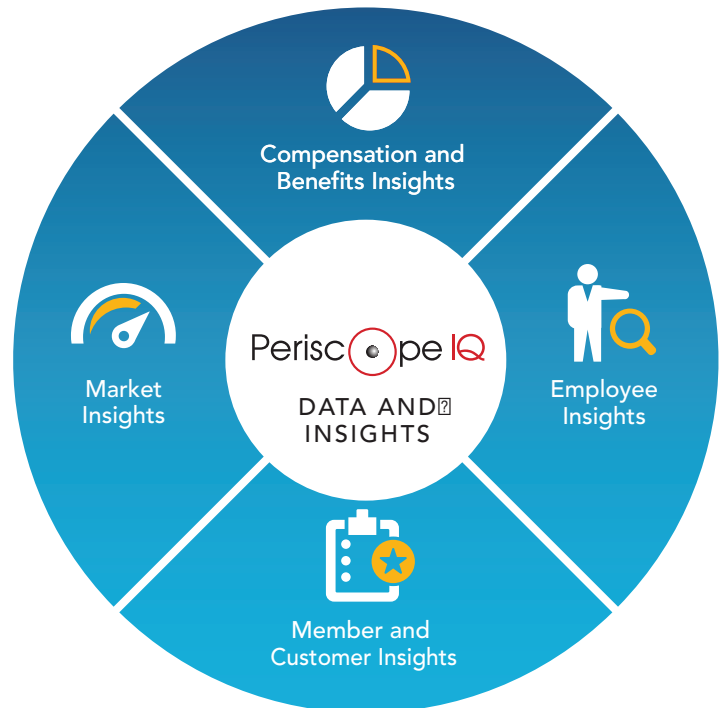 Compensation and
Benefits Insights
Market
Insights
Periscope IQ
DATA AND⍰
INSIGHTS
Employee
Insights
Member and
Customer Insights